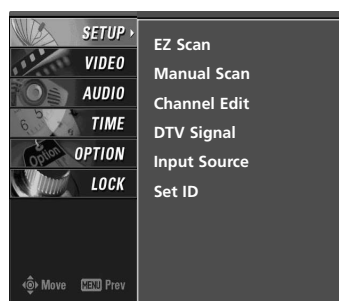 SETUP
VIDEO
AUDIO
TIME
OPTION
LOCK
EZ Scan
Manual Scan
Channel Edit
DTV Signal
Input Source
Set ID
Option
Move MENU Prev